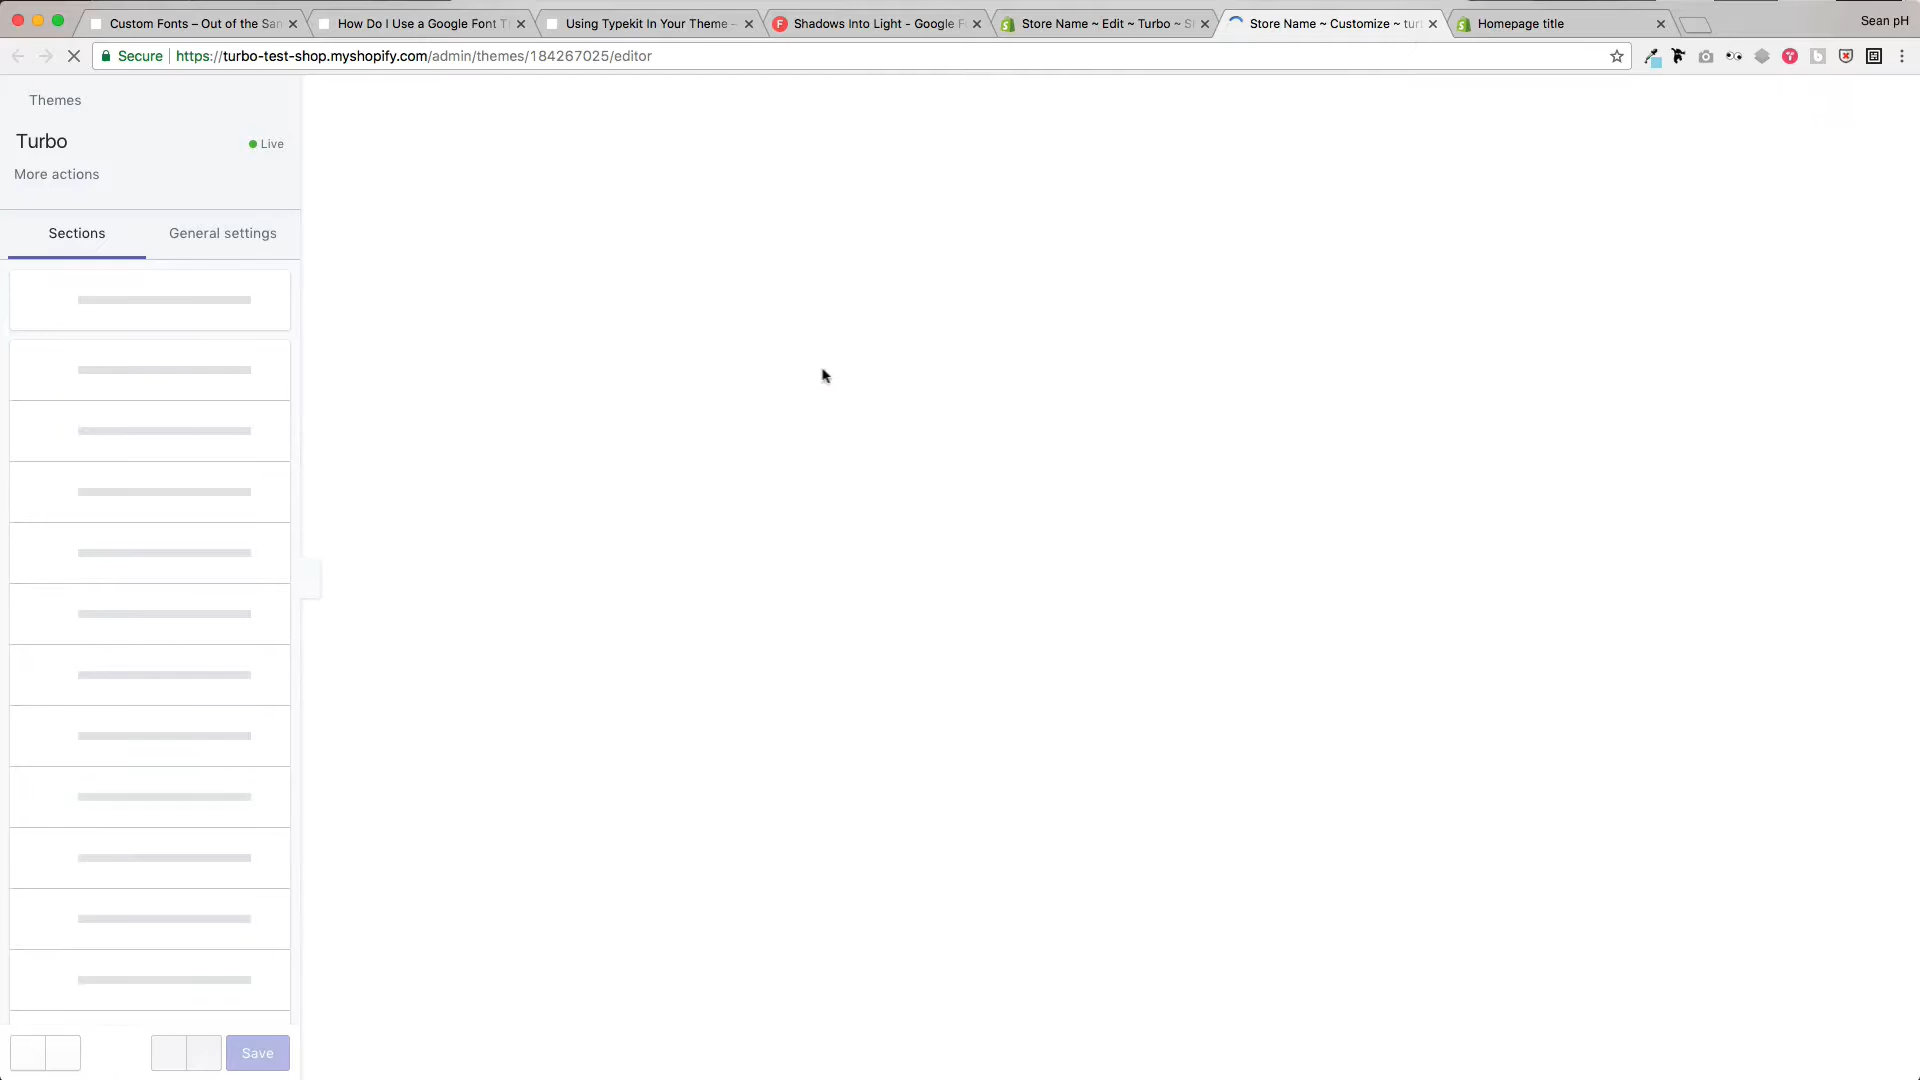 Custom Fonts – Out of the San
How Do I Use a Google Font T
Using Typekit In Your Theme –
Shadows Into Light - Google F
Store Name ~ Edit ~ Turbo ~ S
Store Name ~ Customize ~ tur
Homepage title
Sean pH
Secure
https://turbo-test-shop.myshopify.com/admin/themes/184267025/editor
Themes
Turbo
Live
More actions
Sections
General settings
Save